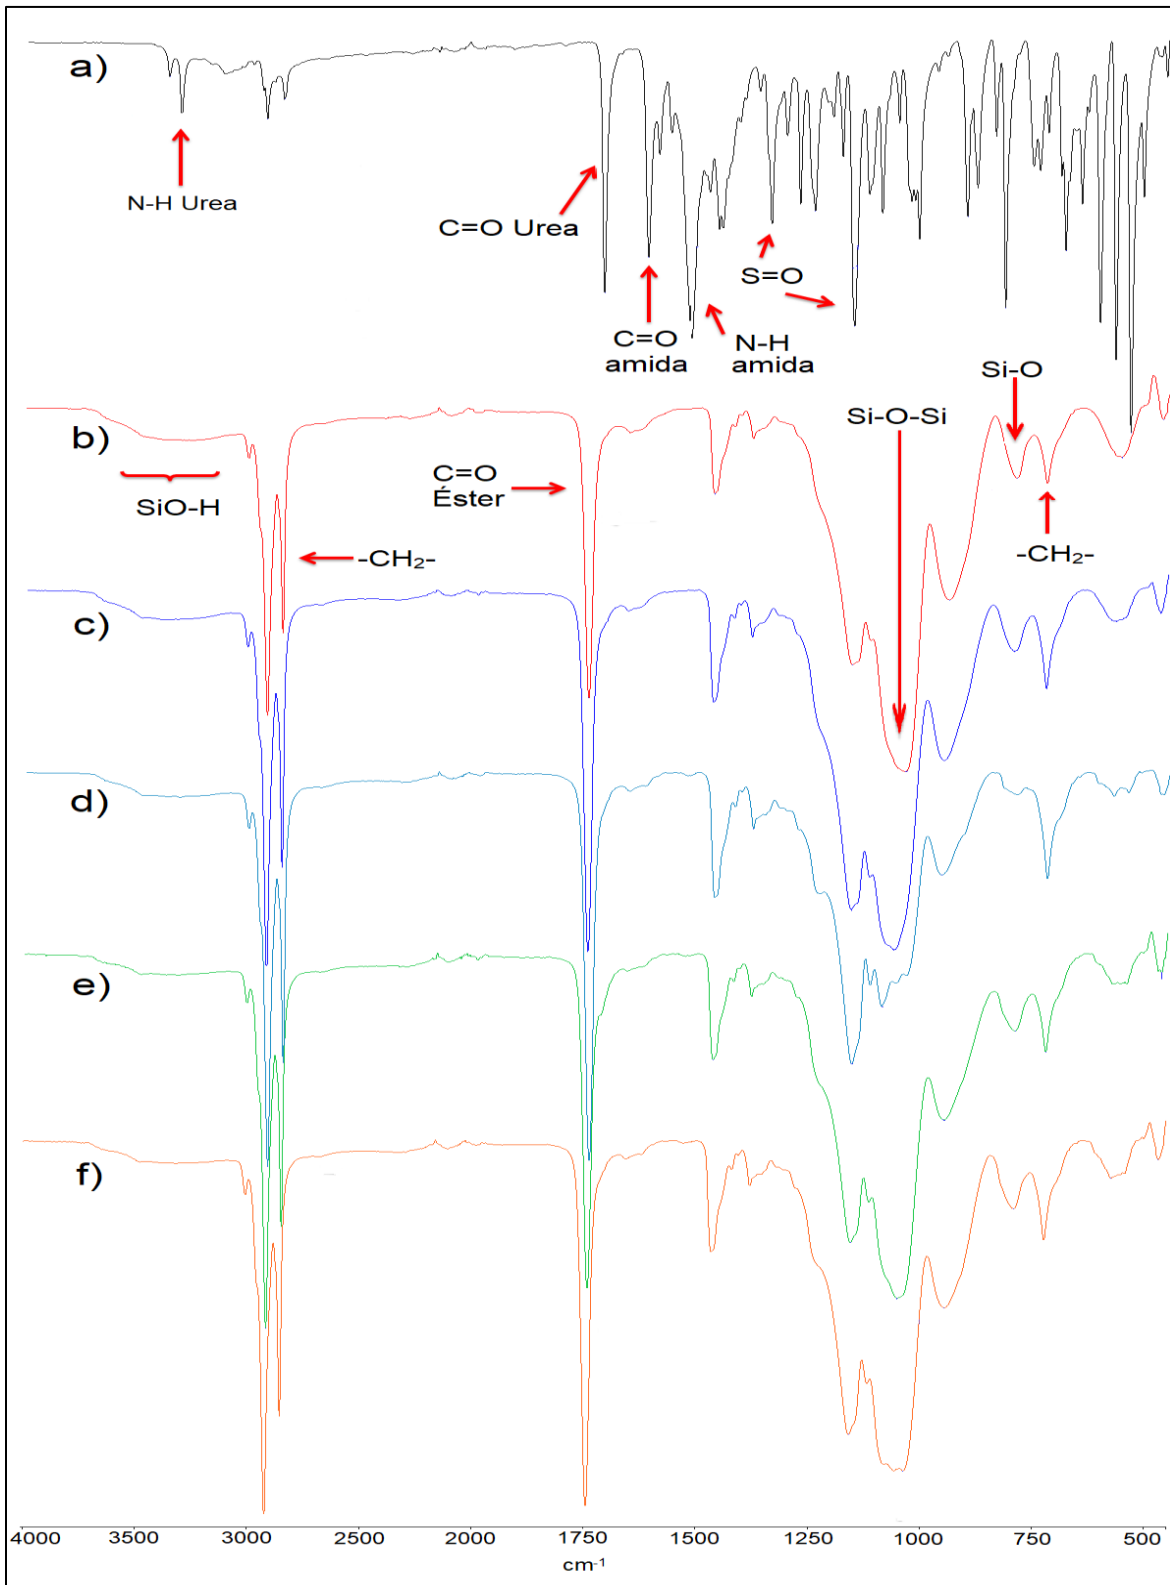 a)
N-H Urea
C=O Urea
S=O
C=O
amida
N-H
amida
Si-O
Si-O-Si
b)
SiO-H
C=O
Éster
-CH₂-
-CH₂-
c)
d)
e)
f)
4000 3500 3000 2500 2000 1750 1500 1250 1000 750 500
cm⁻¹